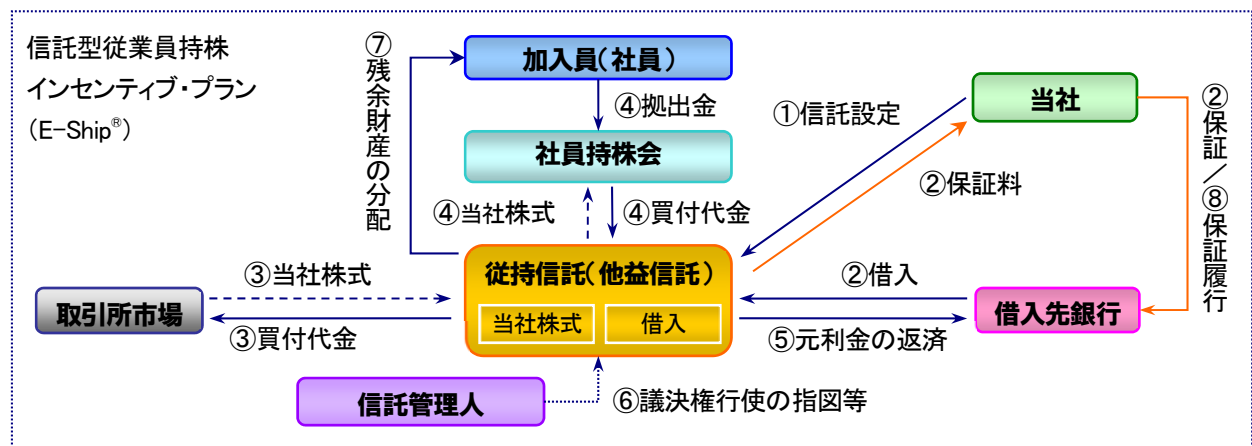 信託型従業員持株
インセンティブ・プラン
(E-Ship®)
⑦残余財産の分配
加入員(社員)
④拠出金
社員持株会
④当社株式
④買付代金
①信託設定
②保証料
当社
②保証/⑧保証履行
従持信託(他益信託)
当社株式
借入
③当社株式
取引所市場
③買付代金
②借入
借入先銀行
⑤元利金の返済
信託管理人
⑥議決権行使の指図等